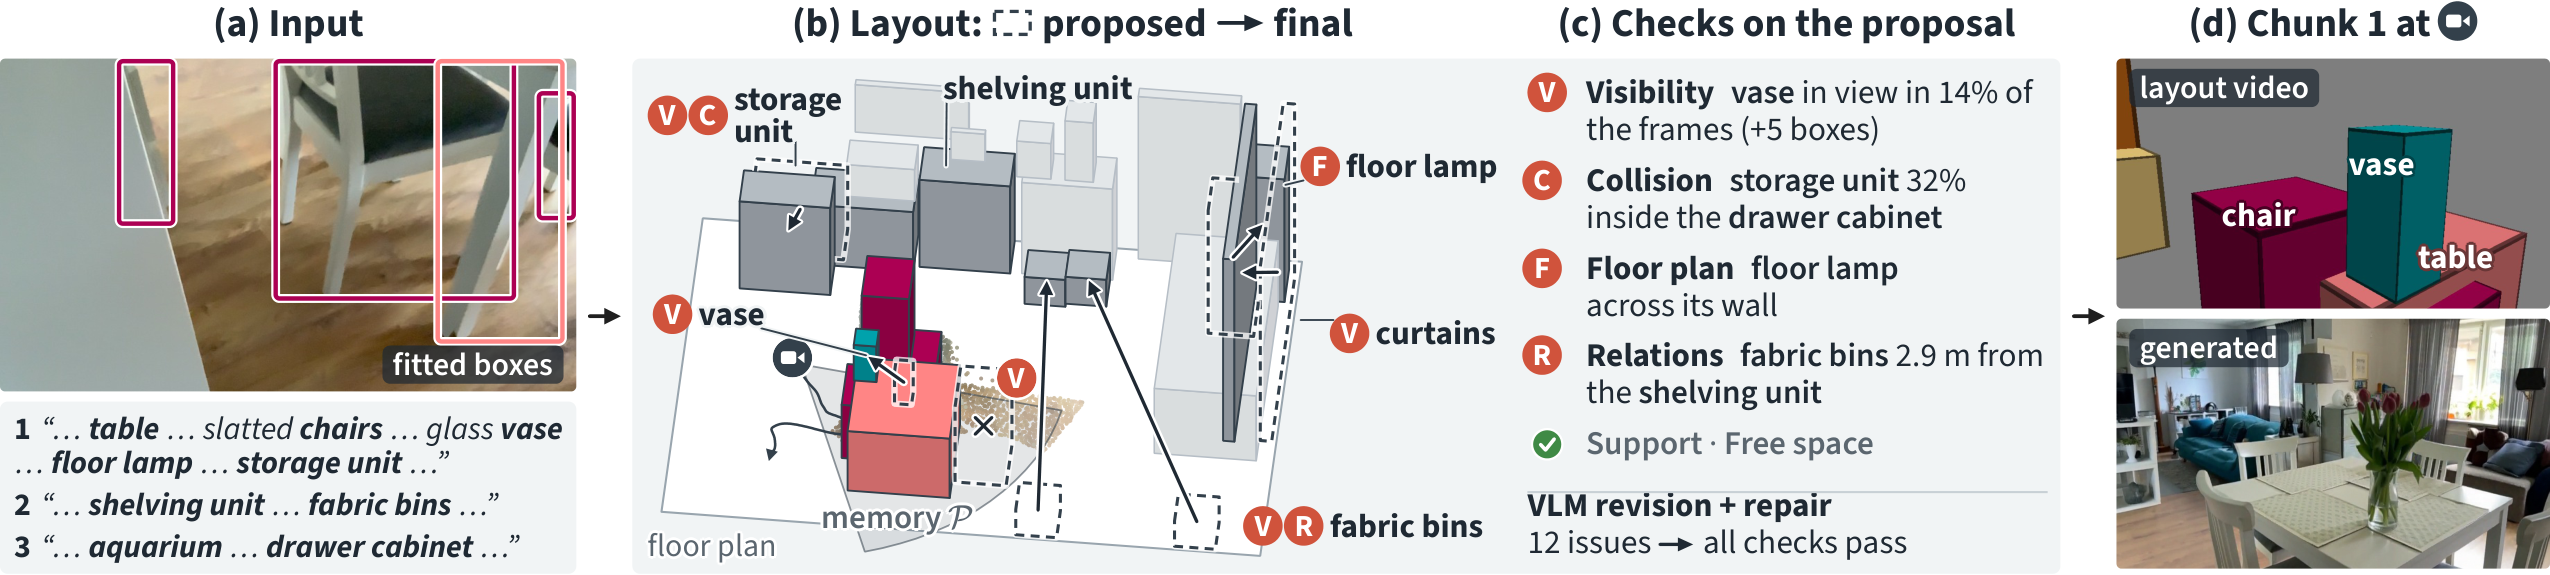 (a) Input
fitted boxes
1 “… table … slatted chairs … glass vase
… floor lamp … storage unit …”
2 “… shelving unit … fabric bins …”
3 “… aquarium … drawer cabinet …”
(b) Layout: proposed → final
V C storage
unit
shelving unit
F floor lamp
V vase
V
V curtains
memory P
floor plan
V R fabric bins
(c) Checks on the proposal
V Visibility vase in view in 14% of
the frames (+5 boxes)
C Collision storage unit 32%
inside the drawer cabinet
F Floor plan floor lamp
across its wall
R Relations fabric bins 2.9 m from
the shelving unit
Support · Free space
VLM revision + repair
12 issues → all checks pass
(d) Chunk 1 at
layout video
vase
chair
table
generated